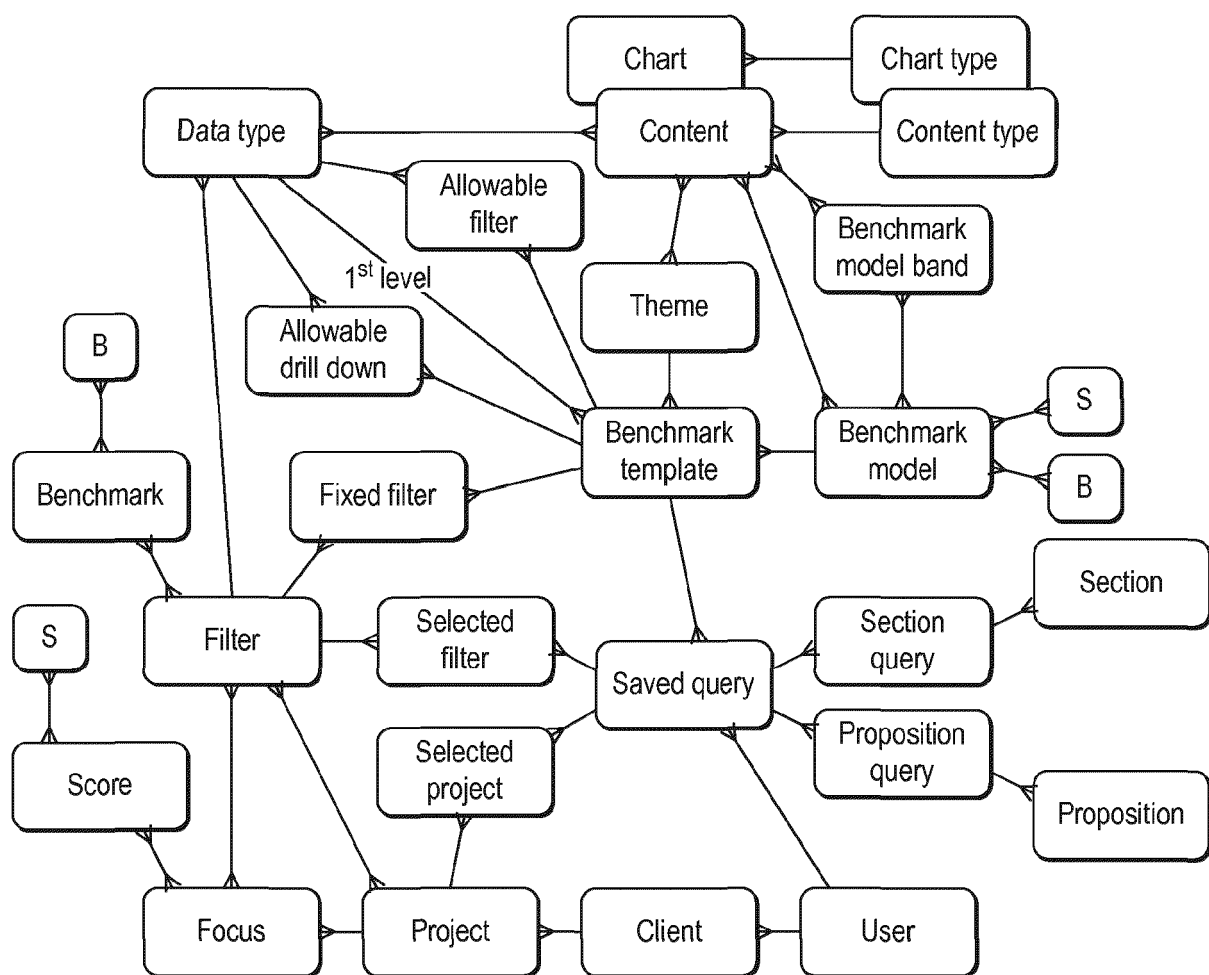 Chart
Chart type
Data type
Content
Content type
Allowable
filter
Benchmark
model band
1st level
Theme
Allowable
drill down
B
S
Benchmark
template
Benchmark
model
B
Benchmark
Fixed filter
Section
S
Filter
Selected
filter
Section
query
Saved query
Score
Selected
project
Proposition
query
Proposition
Focus
Project
Client
User